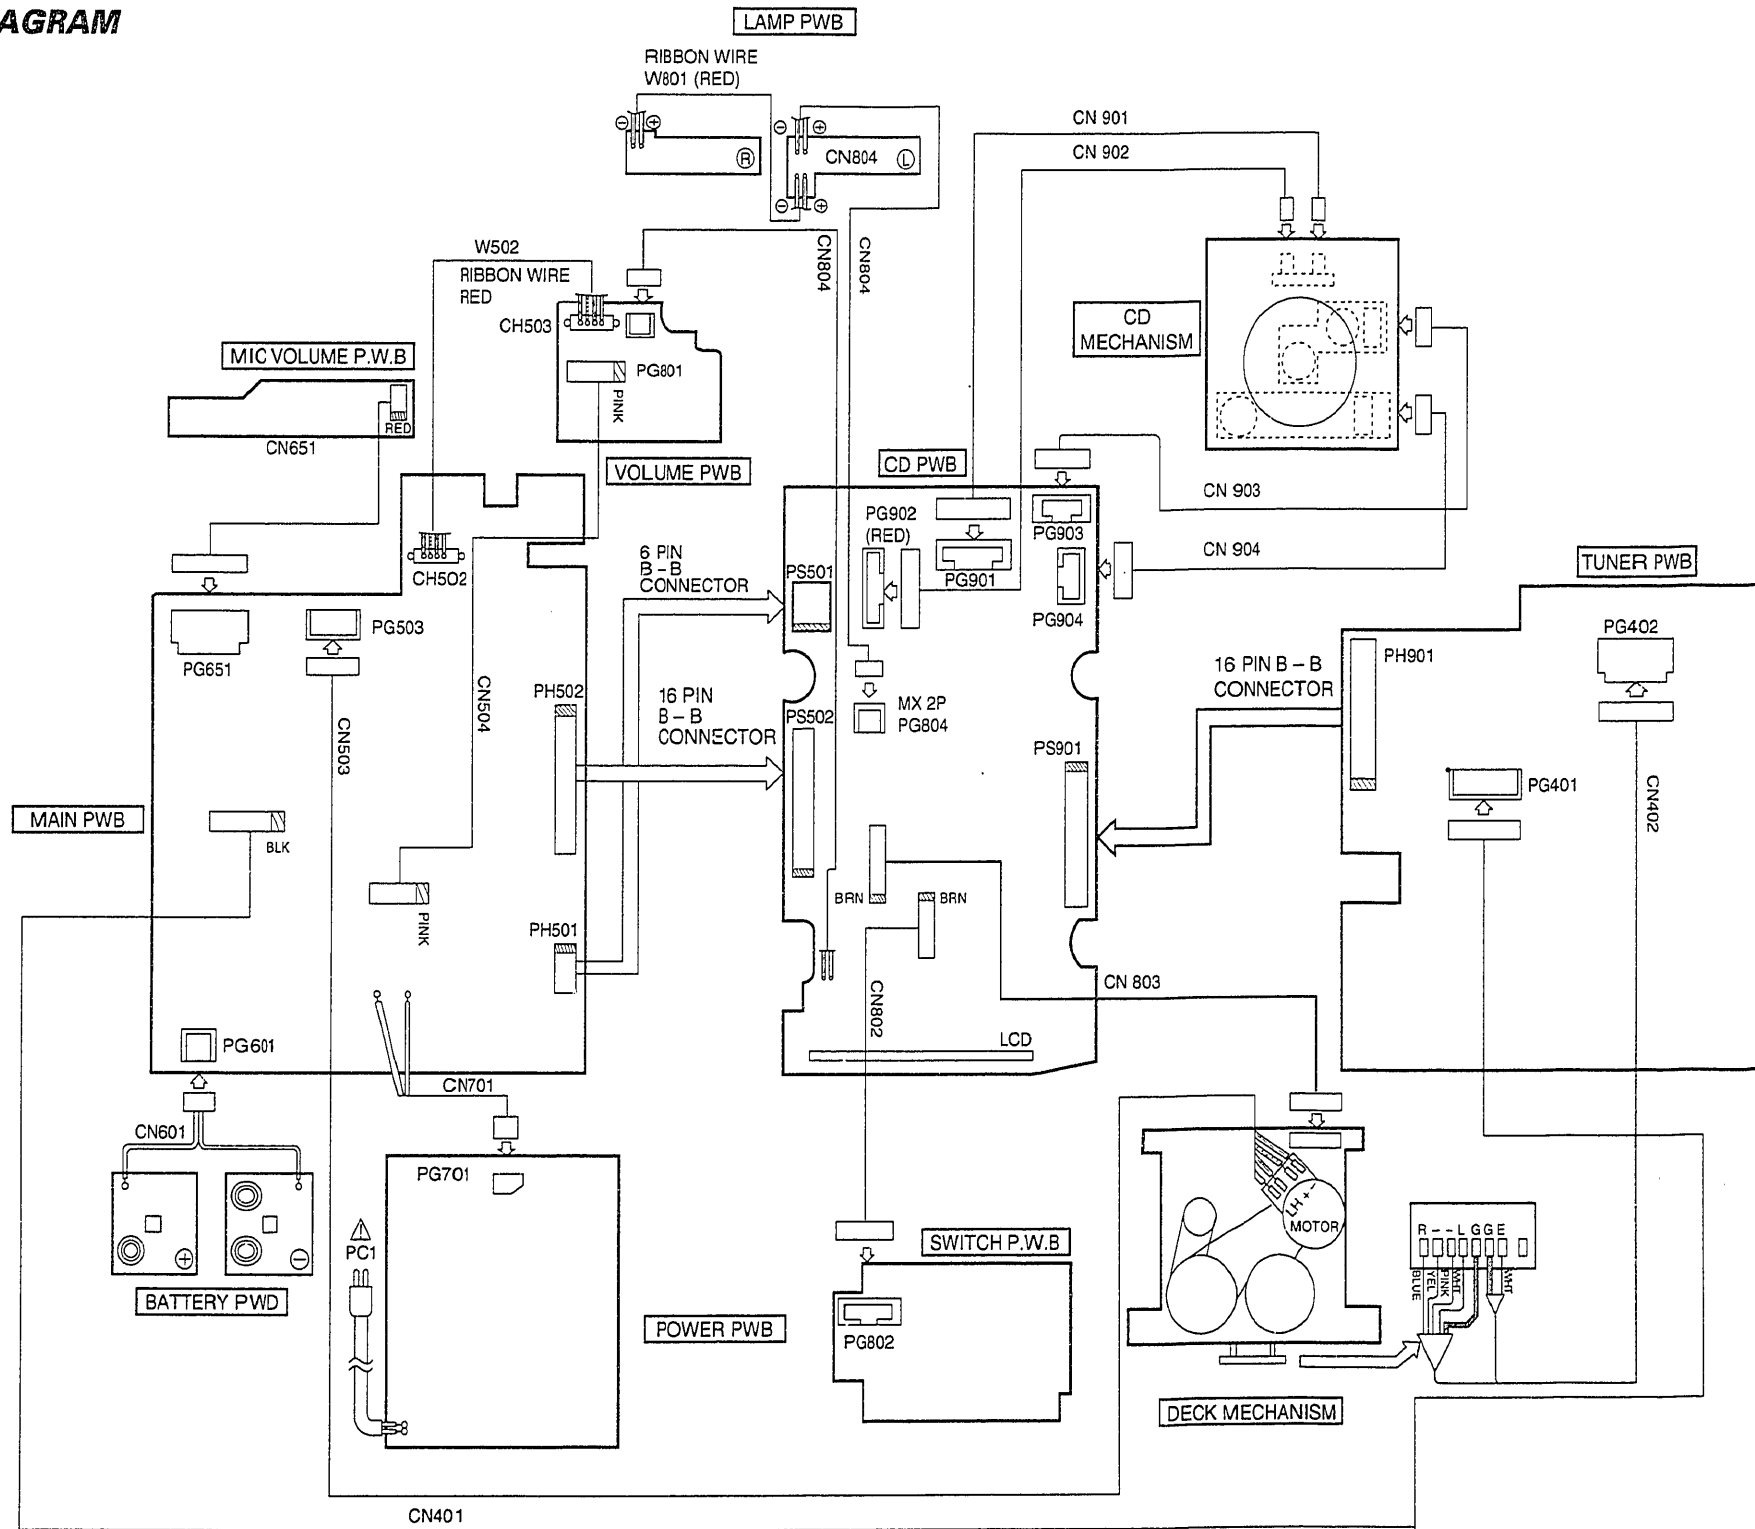 AGRAM
LAMP PWB
RIBBON WIRE
W801 (RED)
⊖ ⊕
Ⓡ
⊖ ⊕
CN804 Ⓛ
⊖ ⊕
CN 901
CN 902
W502
RIBBON WIRE
RED
CH503
PG801
PINK
VOLUME PWB
MIC VOLUME P.W.B
RED
CN651
CN804
CN804
CD
MECHANISM
CD PWB
PG902
(RED)
PG901
PG903
PG904
CN 903
CN 904
TUNER PWB
CH502
PG651
PG503
CN503
CN504
PH502
6 PIN
B – B
CONNECTOR
16 PIN
B – B
CONNECTOR
PS501
PS502
MX 2P
PG804
PS901
16 PIN B – B
CONNECTOR
PH901
PG402
PG401
CN402
MAIN PWB
BLK
PINK
PH501
BRN
BRN
CN802
CN 803
LCD
PG601
CN701
CN601
PG701
⚠
PC1
⊕
⊖
BATTERY PWD
POWER PWB
SWITCH P.W.B
PG802
LH + -
MOTOR
R - - L G G E
BLUE
YEL
PINK
WHT
WHT
DECK MECHANISM
CN401